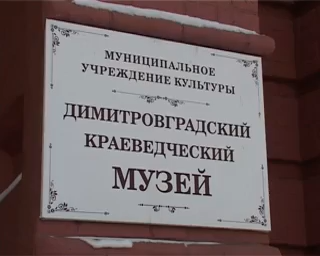 МУНИЦИПАЛЬНОЕ
УЧРЕЖДЕНИЕ КУЛЬТУРЫ
ДИМИТРОВГРАДСКИЙ
КРАЕВЕДЧЕСКИЙ
МУЗЕЙ